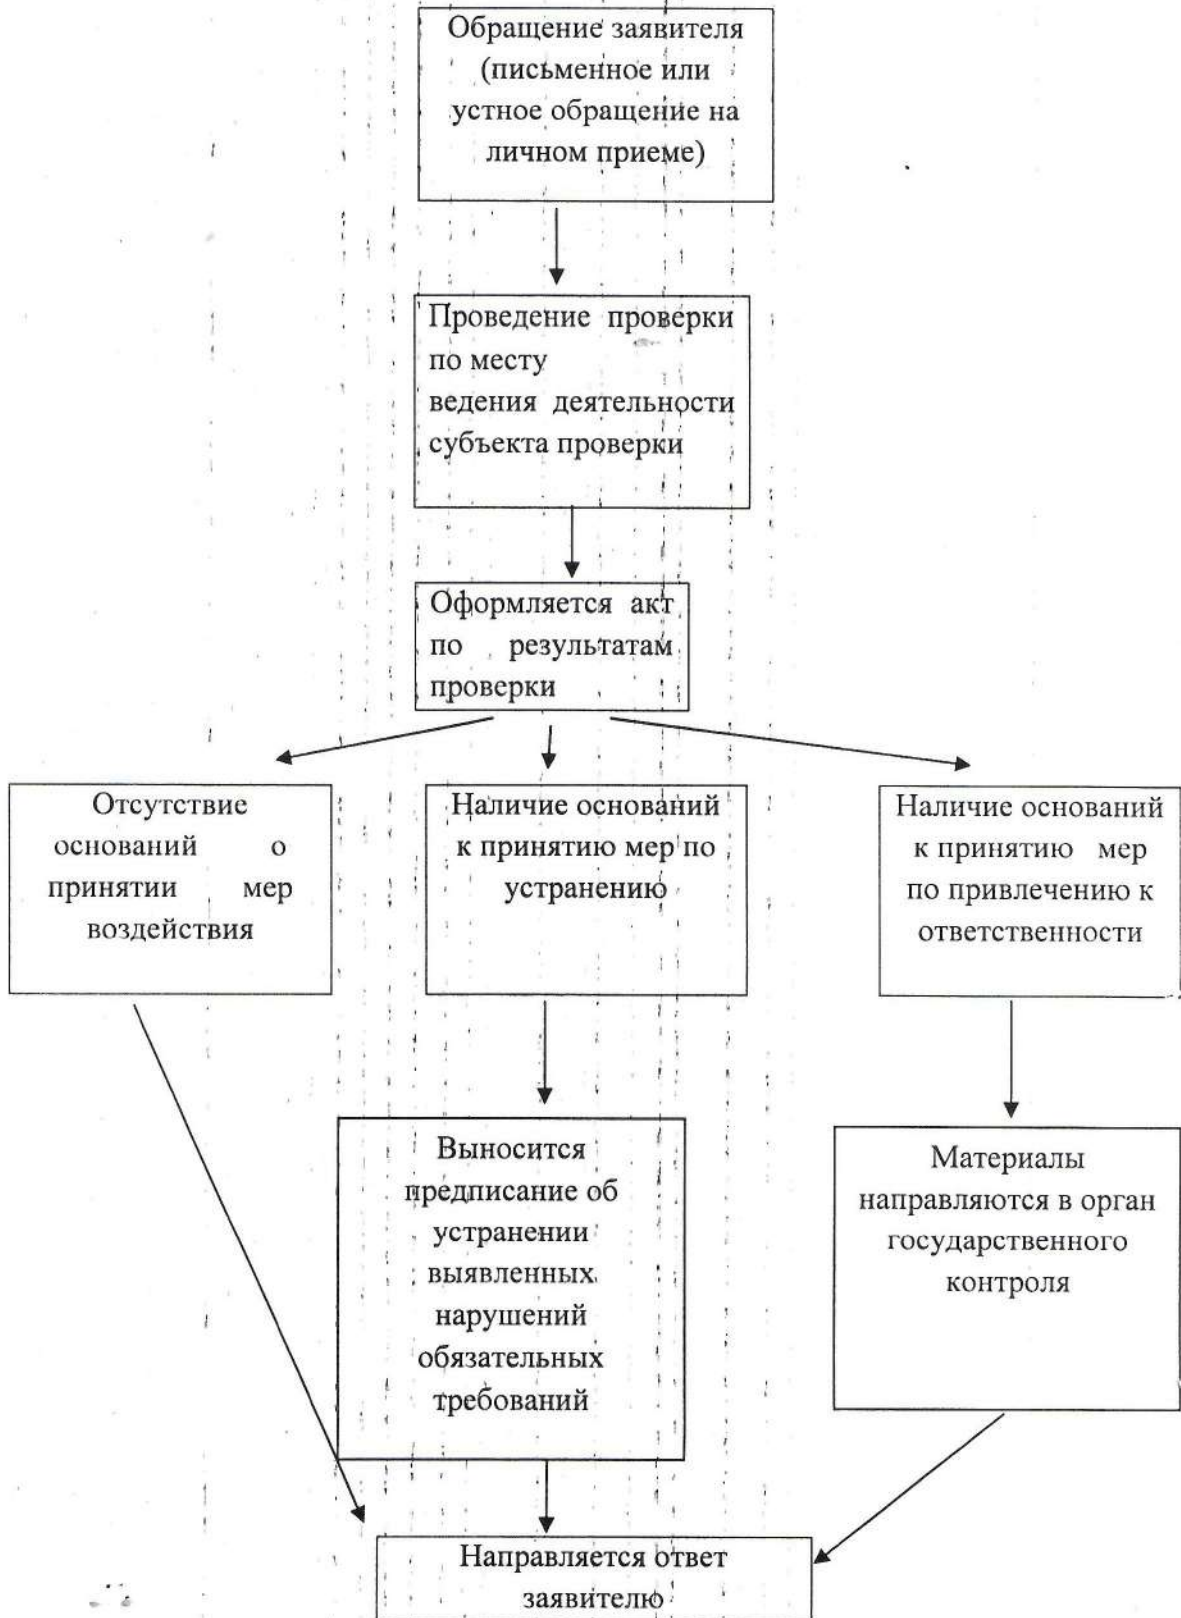 Обращение заявителя
(письменное или
устное обращение на
личном приеме)
Проведение проверки
по месту
ведения деятельности
субъекта проверки
Оформляется акт
по результатам
проверки
Отсутствие
оснований о
принятии мер
воздействия
Наличие оснований
к принятию мер по
устранению
Наличие оснований
к принятию мер
по привлечению к
ответственности
Выносится
предписание об
устранении
выявленных
нарушений
обязательных
требований
Материалы
направляются в орган
государственного
контроля
Направляется ответ
заявителю